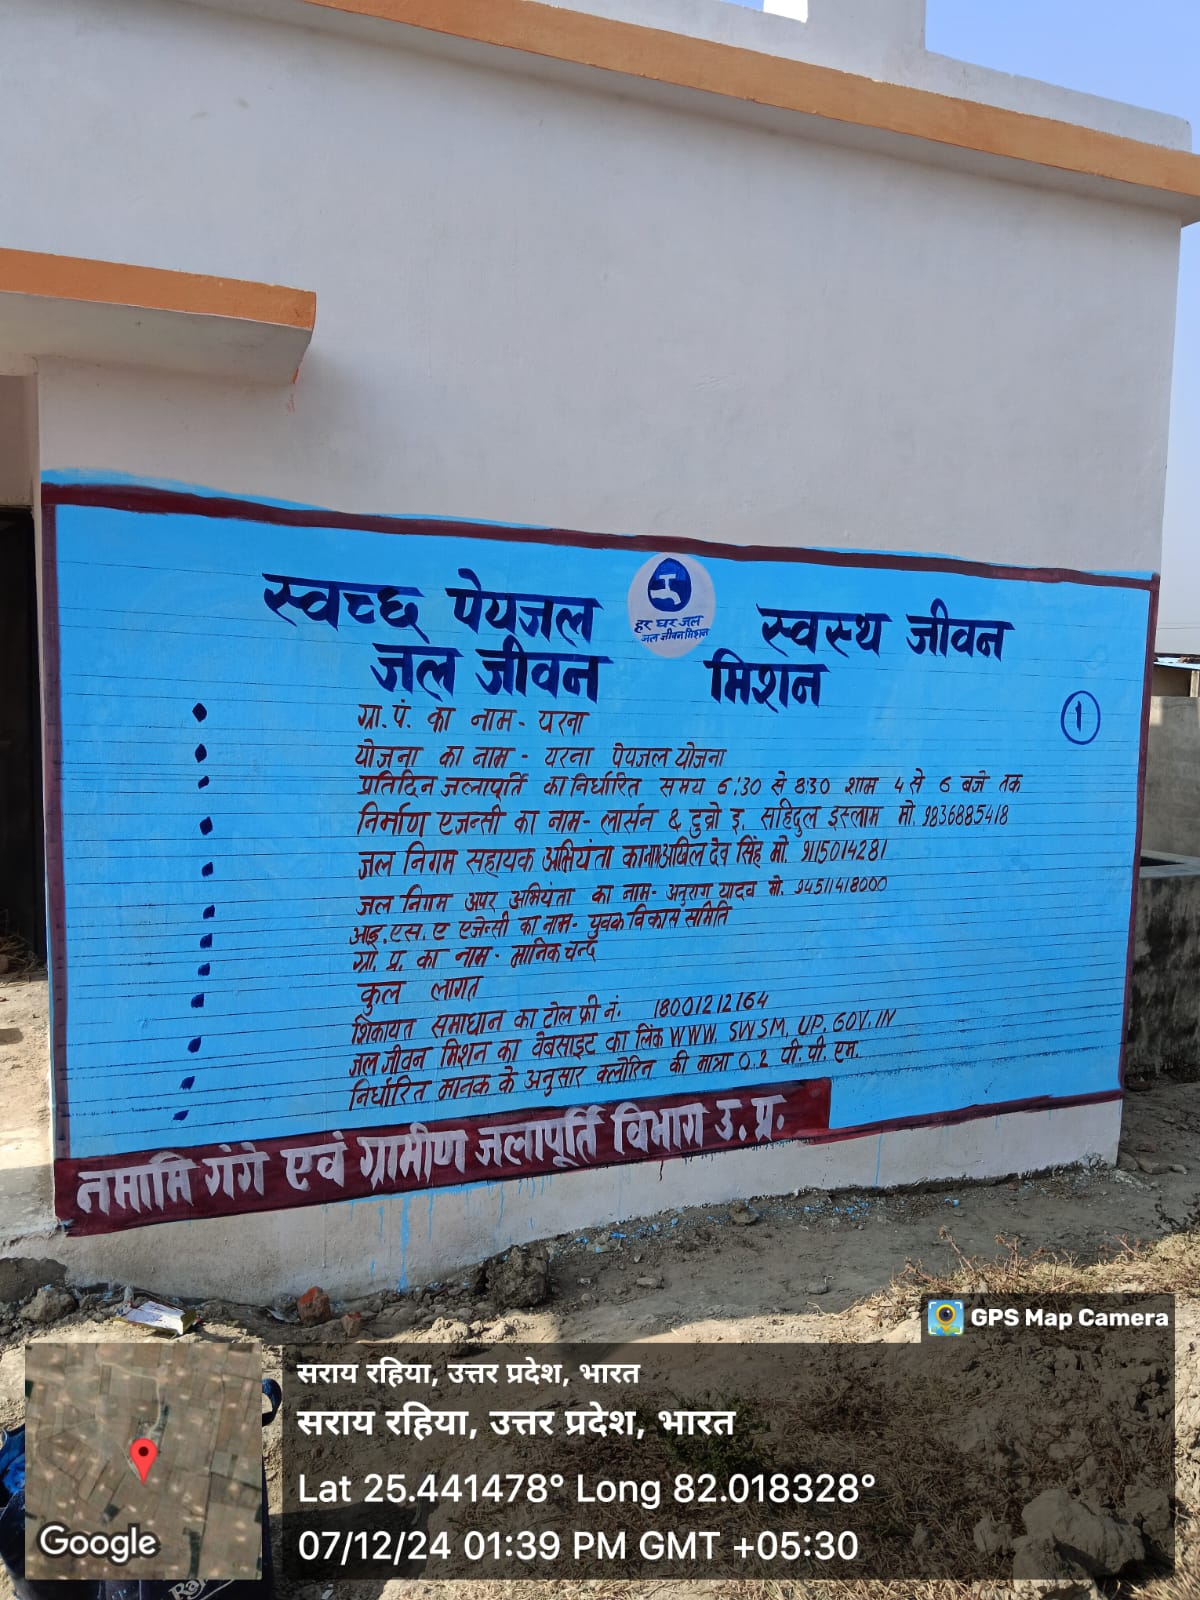 स्वच्छ पेयजल स्वस्थ जीवन
हर घर जल
जल जीवन मिशन
जल जीवन मिशन
१
ग्रा. पं. का नाम - यरना
योजना का नाम - यरना पेयजल योजना
प्रतिदिन जलापूर्ति का निर्धारित समय 6:30 से 8:30 शाम 4 से 6 बजे तक
निर्माण एजन्सी का नाम - लार्सन & टुब्रो इ. सहिदुल इस्लाम मो. 9836885418
जल निगम सहायक अभियंता का नाम अखिल देव सिंह मो. 915014281
जल निगम अपर अभियंता का नाम - अनुराग यादव मो. 94511418000
आइ.एस.ए एजेन्सी का नाम - युवक विकास समिति
ग्रा. प्र. का नाम - मानिक चन्द
कुल लागत
शिकायत समाधान का टोल फ्री नं. 18001212164
जल जीवन मिशन का वेबसाइट का लिंक WWW. SWSM. UP. GOV. IN
निर्धारित मानक के अनुसार क्लोरिन की मात्रा 0.2 पी. पी. एम.
नमामि गंगे एवं ग्रामीण जलापूर्ति विभाग उ. प्र.
GPS Map Camera
सराय रहिया, उत्तर प्रदेश, भारत
सराय रहिया, उत्तर प्रदेश, भारत
Lat 25.441478° Long 82.018328°
07/12/24 01:39 PM GMT +05:30
Google